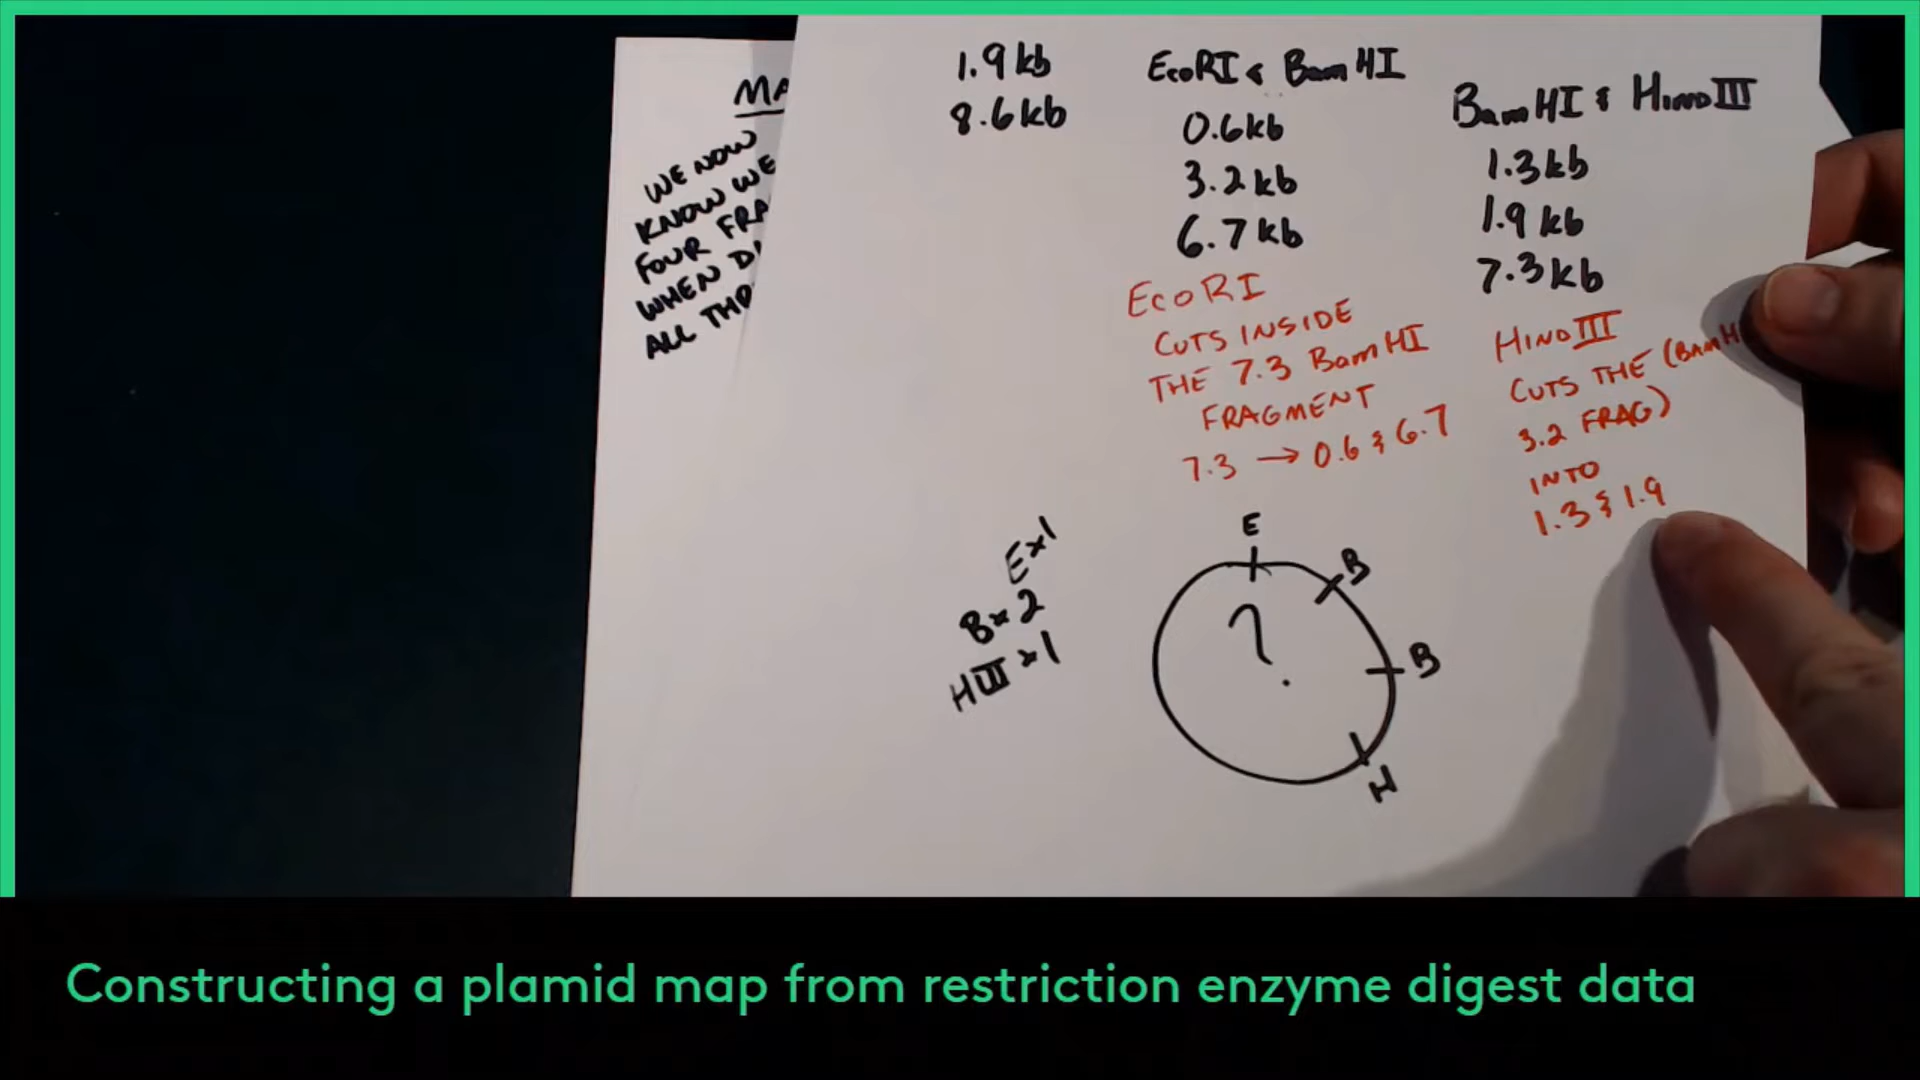 MA
WE NOW
KNOW WE
FOUR FRA
WHEN D
ALL THR
1.9 kb
8.6 kb
EcoRI & BamHI
0.6 kb
3.2 kb
6.7 kb
EcoRI
CUTS INSIDE
THE 7.3 BamHI
FRAGMENT
7.3 → 0.6 & 6.7
BamHI & HINDIII
1.3 kb
1.9 kb
7.3 kb
HINDIII
CUTS THE (BAMH
3.2 FRAG)
INTO
1.3 & 1.9
E×1
B×2
HIII×1
E
B
B
H
?
Constructing a plamid map from restriction enzyme digest data